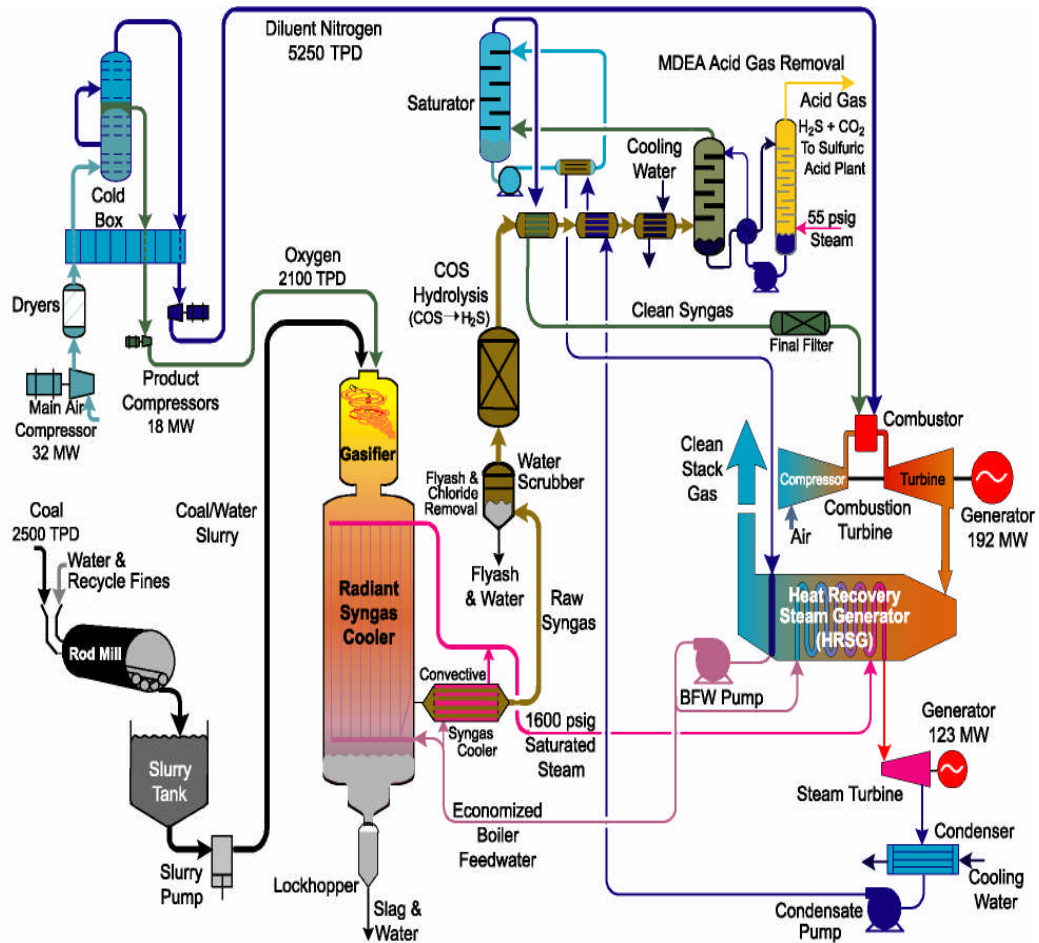 Diluent Nitrogen
5250 TPD
MDEA Acid Gas Removal
Saturator
Acid Gas
H₂S + CO₂
To Sulfuric
Acid Plant
Cooling
Water
Cold
Box
55 psig
Steam
Oxygen
2100 TPD
COS
Hydrolysis
(COS→H₂S)
Dryers
Clean Syngas
Final Filter
Product
Compressors
18 MW
Main Air
Compressor
32 MW
Gasifier
Combustor
Clean
Stack
Gas
Water
Scrubber
Flyash &
Chloride
Removal
Compressor
Turbine
Coal
2500 TPD
Coal/Water
Slurry
Air
Combustion
Turbine
Generator
192 MW
Water &
Recycle Fines
Flyash
& Water
Radiant
Syngas
Cooler
Raw
Syngas
Heat Recovery
Steam Generator
(HRSG)
Rod Mill
Convective
Syngas
Cooler
BFW Pump
1600 psig
Saturated
Steam
Generator
123 MW
Slurry
Tank
Steam Turbine
Economized
Boiler
Feedwater
Condenser
Slurry
Pump
Lockhopper
Cooling
Water
Slag &
Water
Condensate
Pump